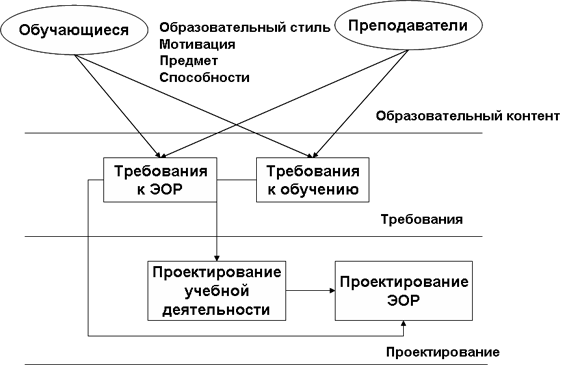 Обучающиеся
Образовательный стиль
Мотивация
Предмет
Способности
Преподаватели
Образовательный контент
Требования
к ЭОР
Требования
к обучению
Требования
Проектирование
учебной
деятельности
Проектирование
ЭОР
Проектирование